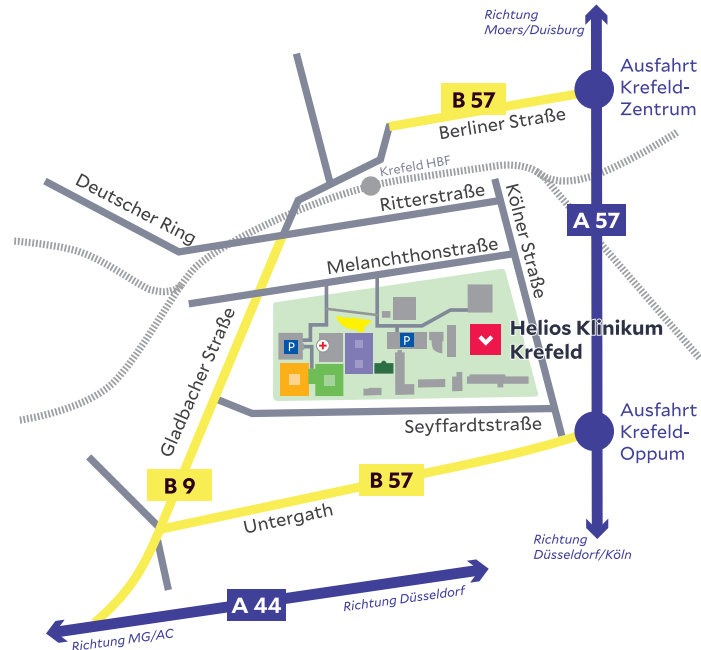 Richtung
Moers/Duisburg
Ausfahrt
Krefeld-
Zentrum
B 57
Berliner Straße
Krefeld HBF
Deutscher Ring
Ritterstraße
Kölner Straße
A 57
Melanchthonstraße
Gladbacher Straße
P
P
Helios Klinikum
Krefeld
Seyffardtstraße
Ausfahrt
Krefeld-
Oppum
B 57
B 9
Untergath
Richtung
Düsseldorf/Köln
A 44
Richtung Düsseldorf
Richtung MG/AC